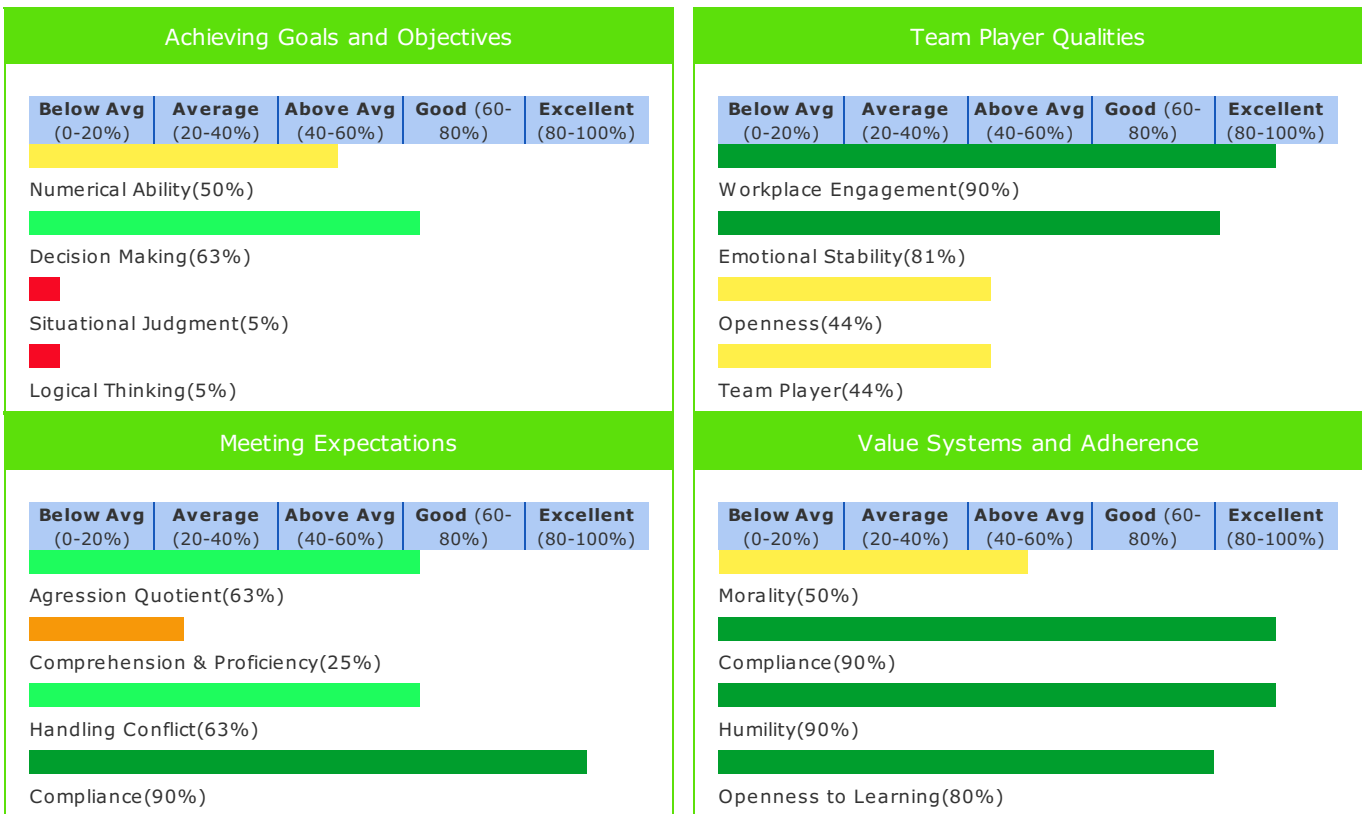 Achieving Goals and Objectives
Below Avg Average Above Avg Good (60- Excellent
(0-20%) (20-40%) (40-60%) 80%) (80-100%)
Numerical Ability(50%)
Decision Making(63%)
Situational Judgment(5%)
Logical Thinking(5%)
Team Player Qualities
Below Avg Average Above Avg Good (60- Excellent
(0-20%) (20-40%) (40-60%) 80%) (80-100%)
Workplace Engagement(90%)
Emotional Stability(81%)
Openness(44%)
Team Player(44%)
Meeting Expectations
Below Avg Average Above Avg Good (60- Excellent
(0-20%) (20-40%) (40-60%) 80%) (80-100%)
Agression Quotient(63%)
Comprehension & Proficiency(25%)
Handling Conflict(63%)
Compliance(90%)
Value Systems and Adherence
Below Avg Average Above Avg Good (60- Excellent
(0-20%) (20-40%) (40-60%) 80%) (80-100%)
Morality(50%)
Compliance(90%)
Humility(90%)
Openness to Learning(80%)